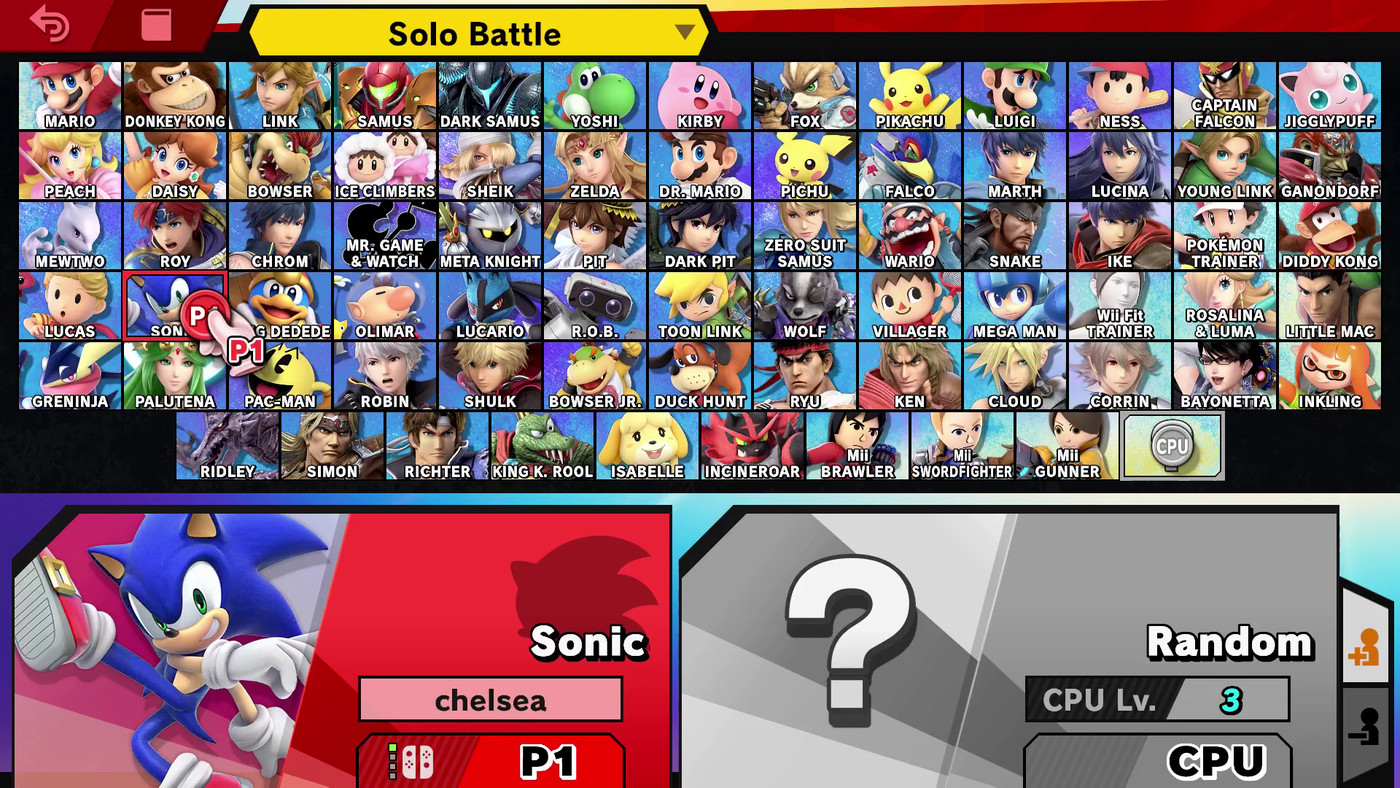 Solo Battle
MARIO
DONKEY KONG
LINK
SAMUS
DARK SAMUS
YOSHI
KIRBY
FOX
PIKACHU
LUIGI
NESS
CAPTAIN
FALCON
JIGGLYPUFF
PEACH
DAISY
BOWSER
ICE CLIMBERS
SHEIK
ZELDA
DR. MARIO
PICHU
FALCO
MARTH
LUCINA
YOUNG LINK
GANONDORF
MEWTWO
ROY
CHROM
MR. GAME
& WATCH
META KNIGHT
PIT
DARK PIT
ZERO SUIT
SAMUS
WARIO
SNAKE
IKE
POKÉMON
TRAINER
DIDDY KONG
LUCAS
SON
P
P1
G DEDEDE
OLIMAR
LUCARIO
R.O.B.
TOON LINK
WOLF
VILLAGER
MEGA MAN
Wii Fit
TRAINER
ROSALINA
& LUMA
LITTLE MAC
GRENINJA
PALUTENA
PAC-MAN
ROBIN
SHULK
BOWSER JR.
DUCK HUNT
RYU
KEN
CLOUD
CORRIN
BAYONETTA
INKLING
RIDLEY
SIMON
RICHTER
KING K. ROOL
ISABELLE
INCINEROAR
Mii
BRAWLER
Mii
SWORDFIGHTER
Mii
GUNNER
CPU
Sonic
chelsea
P1
Random
CPU Lv. 3
CPU